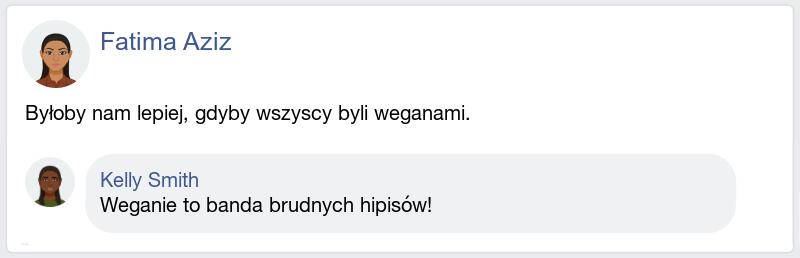 Fatima Aziz
Byłoby nam lepiej, gdyby wszyscy byli weganami.
Kelly Smith
Weganie to banda brudnych hipisów!